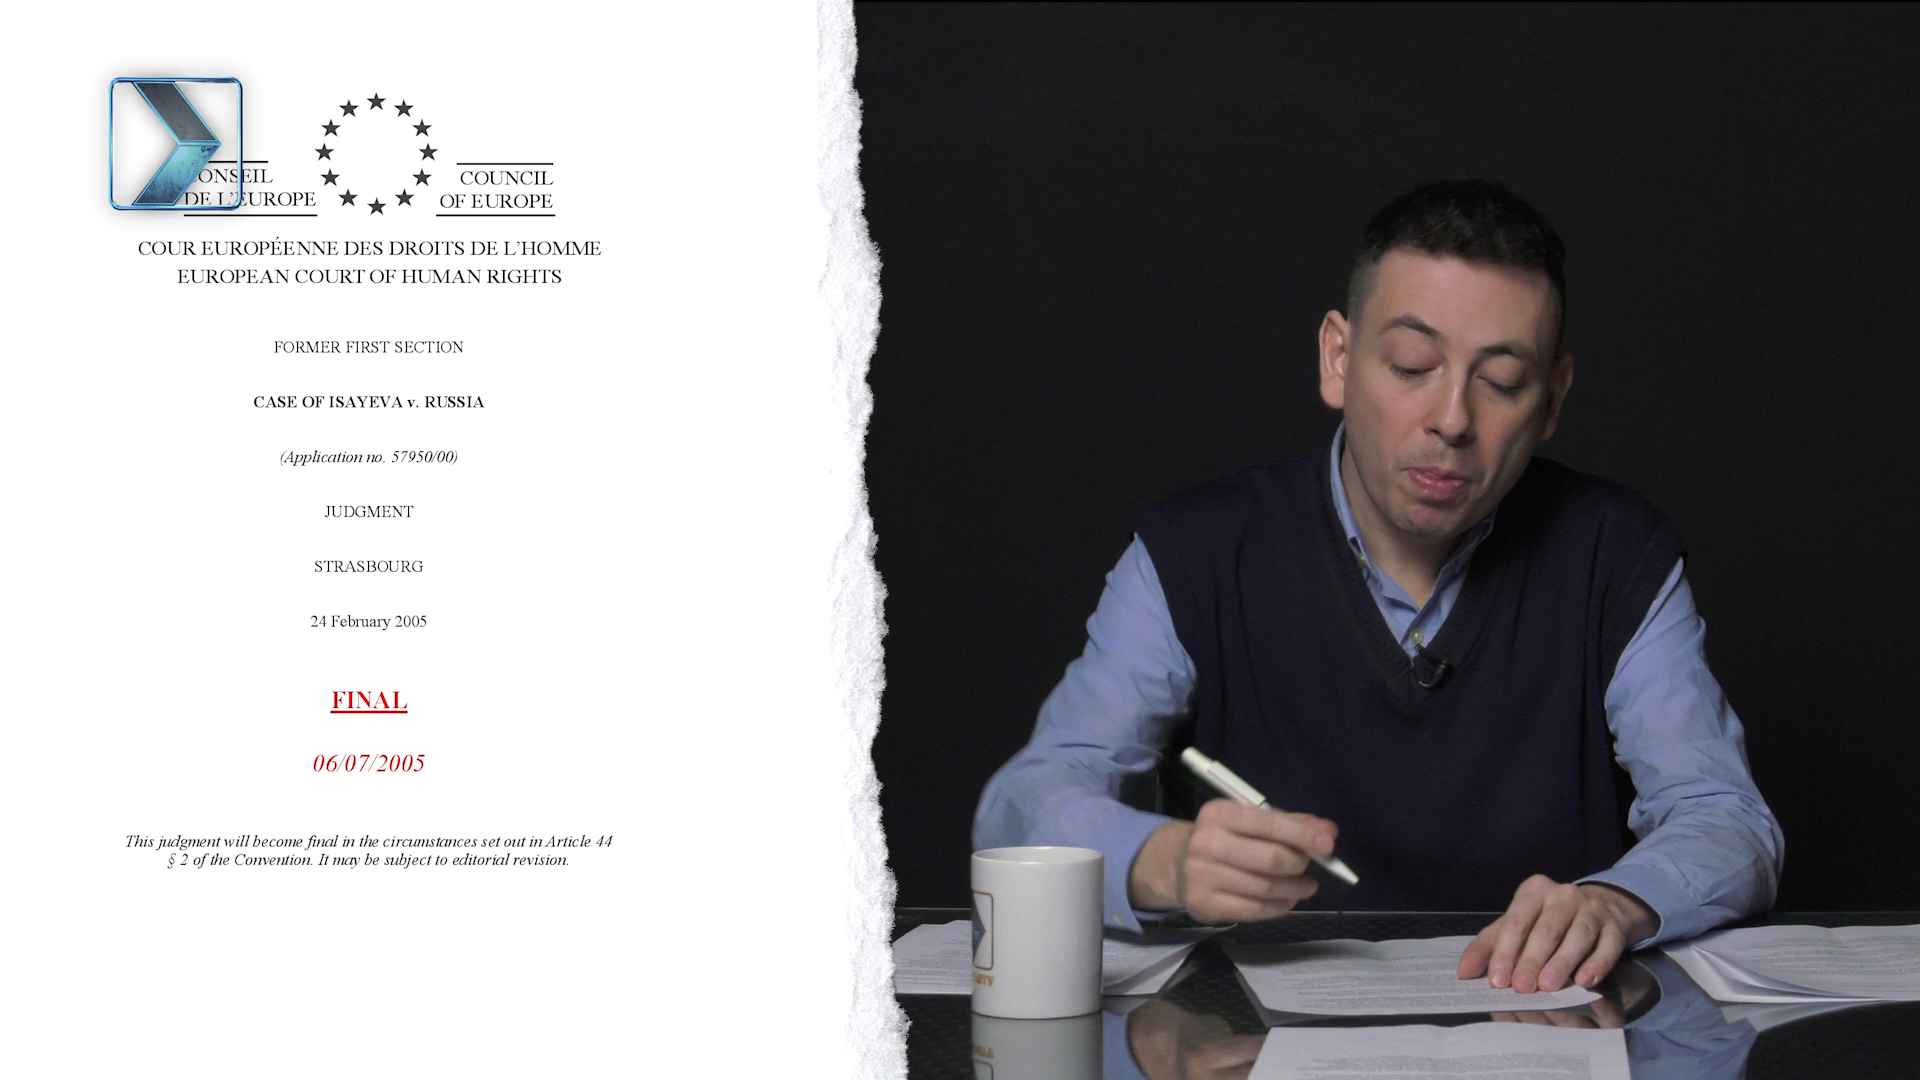 CONSEIL
DE L'EUROPE
COUNCIL
OF EUROPE
COUR EUROPÉENNE DES DROITS DE L'HOMME
EUROPEAN COURT OF HUMAN RIGHTS
FORMER FIRST SECTION
CASE OF ISAYEVA v. RUSSIA
(Application no. 57950/00)
JUDGMENT
STRASBOURG
24 February 2005
FINAL
06/07/2005
This judgment will become final in the circumstances set out in Article 44
§ 2 of the Convention. It may be subject to editorial revision.